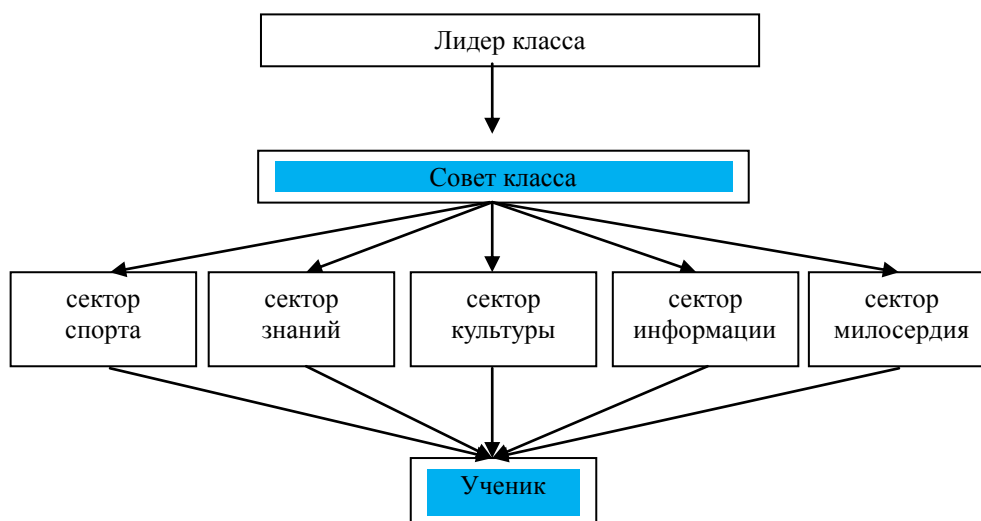 Лидер класса
Совет класса
сектор
спорта
сектор
знаний
сектор
культуры
сектор
информации
сектор
милосердия
Ученик